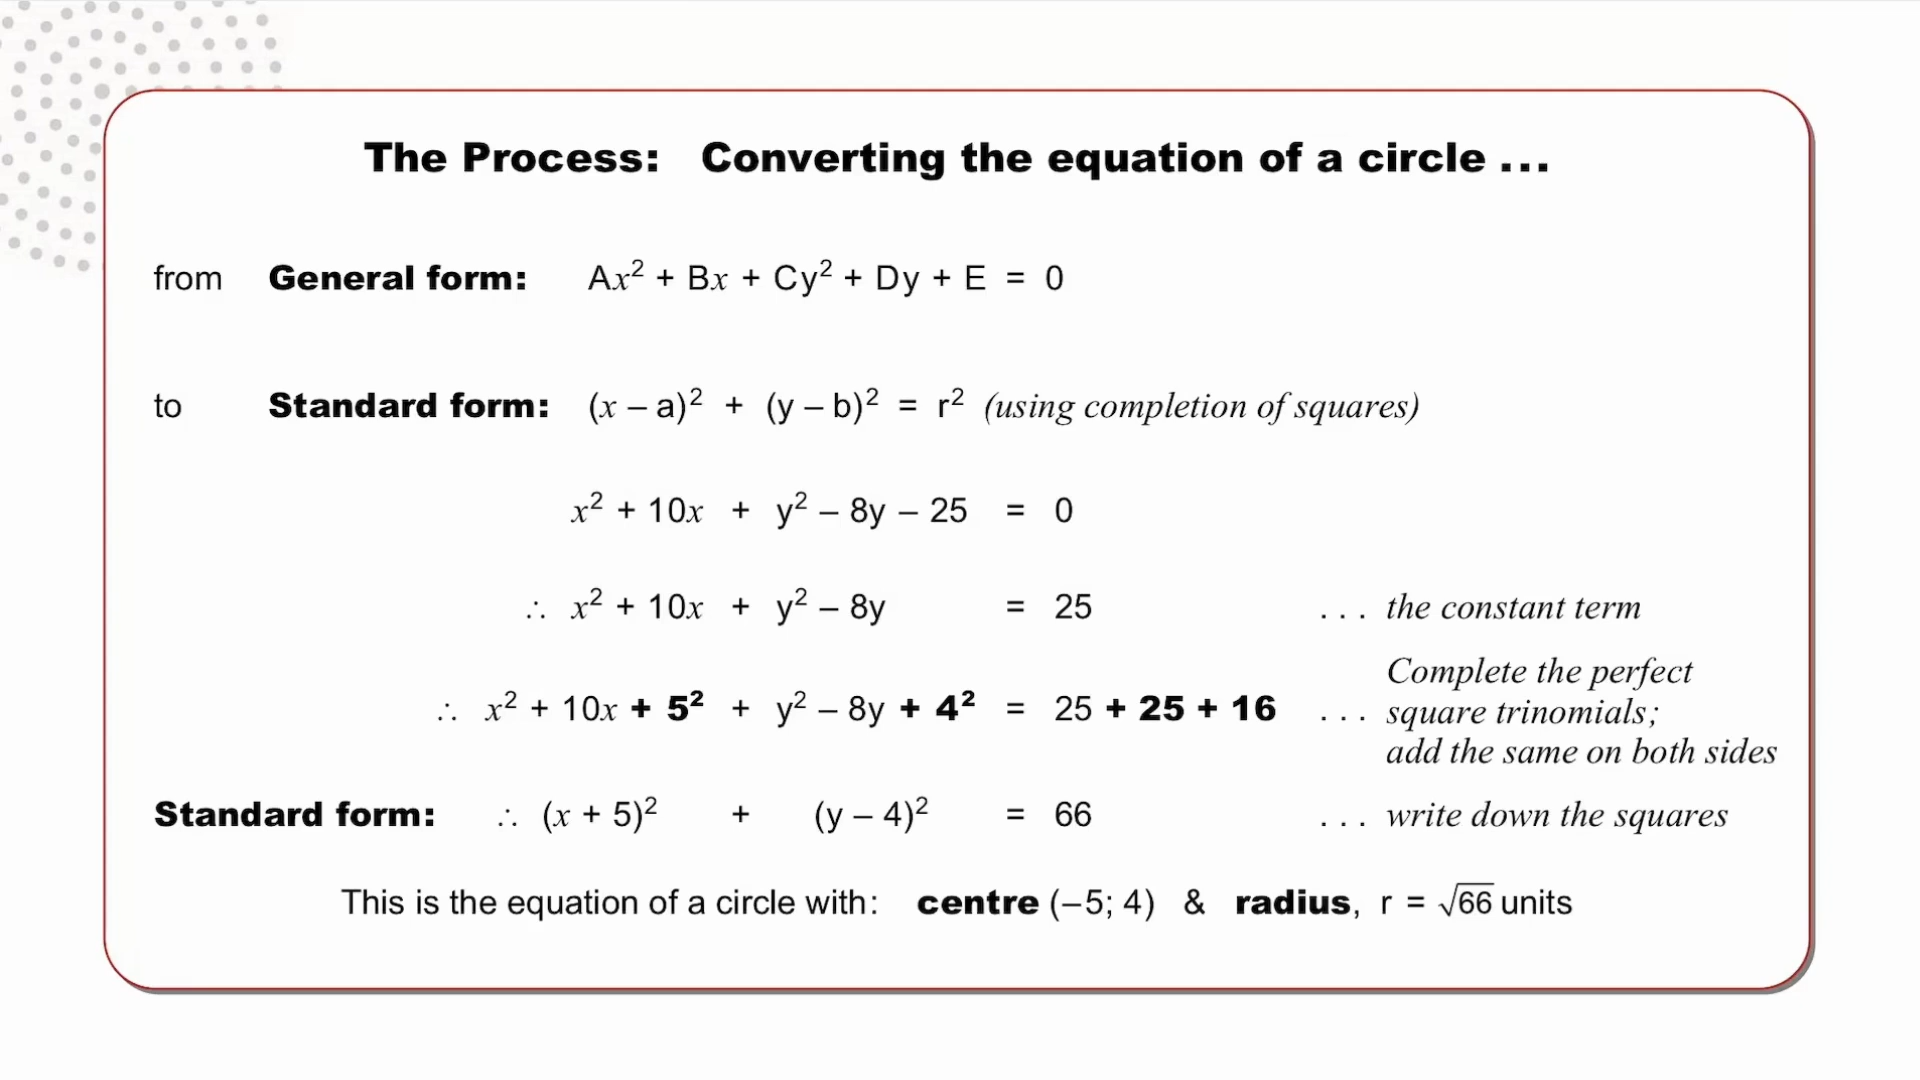 The Process: Converting the equation of a circle ...
from General form: Ax² + Bx + Cy² + Dy + E = 0
to Standard form: (x – a)² + (y – b)² = r² (using completion of squares)
x² + 10x + y² – 8y – 25 = 0
∴ x² + 10x + y² – 8y = 25 ... the constant term
∴ x² + 10x + 5² + y² – 8y + 4² = 25 + 25 + 16 ... Complete the perfect
square trinomials;
add the same on both sides
Standard form: ∴ (x + 5)² + (y – 4)² = 66 ... write down the squares
This is the equation of a circle with: centre (–5; 4) & radius, r = √66 units